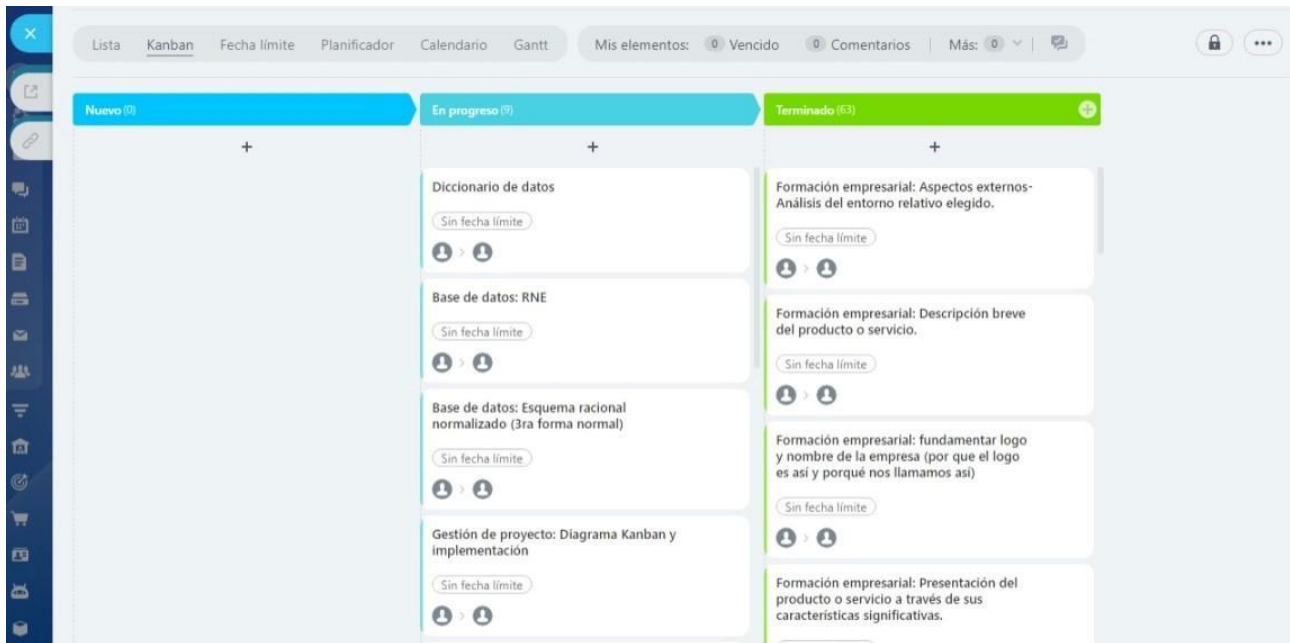 Lista Kanban Fecha límite Planificador Calendario Gantt Mis elementos: 0 Vencido 0 Comentarios Más: 0
Nuevo (0)
En progreso (9)
Terminado (63)
+
+
+
Diccionario de datos
Sin fecha límite
Base de datos: RNE
Sin fecha límite
Base de datos: Esquema racional
normalizado (3ra forma normal)
Sin fecha límite
Gestión de proyecto: Diagrama Kanban y
implementación
Sin fecha límite
Formación empresarial: Aspectos externos-
Análisis del entorno relativo elegido.
Sin fecha límite
Formación empresarial: Descripción breve
del producto o servicio.
Sin fecha límite
Formación empresarial: fundamentar logo
y nombre de la empresa (por que el logo
es así y porqué nos llamamos así)
Sin fecha límite
Formación empresarial: Presentación del
producto o servicio a través de sus
características significativas.